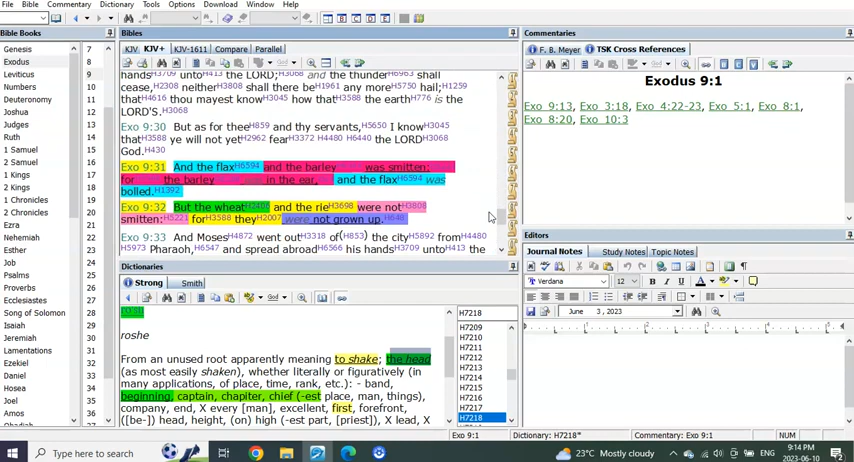 File Bible Commentary Dictionary Tools Options Download Window Help
Bible Books
Genesis
Exodus
Leviticus
Numbers
Deuteronomy
Joshua
Judges
Ruth
1 Samuel
2 Samuel
1 Kings
2 Kings
1 Chronicles
2 Chronicles
Ezra
Nehemiah
Esther
Job
Psalms
Proverbs
Ecclesiastes
Song of Solomon
Isaiah
Jeremiah
Lamentations
Ezekiel
Daniel
Hosea
Joel
Amos
7
8
9
10
11
12
13
14
15
16
17
18
19
20
21
22
23
24
25
26
27
28
29
30
31
32
33
34
35
36
37
38
Bibles
KJV KJV+ KJV-1611 Compare Parallel
hands H3709 unto H413 the LORD; H3068 and the thunder H6963 shall
cease, H2308 neither H3808 shall there be H1961 any more H5750 hail; H1259
that H4616 thou mayest know H3045 how that H3588 the earth H776 is the
LORD'S. H3068
Exo 9:30 But as for thee H859 and thy servants, H5650 I know H3045
that H3588 ye will not yet H2962 fear H3372 H4480 H6440 the LORD H3068
God. H430
Exo 9:31 And the flax H6594 and the barley was smitten:
for the barley was in the ear, and the flax H6594 was
bolled. H1392
Exo 9:32 But the wheat H2406 and the rie H3698 were not H3808
smitten: H5221 for H3588 they H2007 were not grown up. H648
Exo 9:33 And Moses H4872 went out H3318 of (H853) the city H5892 from H4480
H5973 Pharaoh, H6547 and spread abroad H6566 his hands H3709 unto H413 the
Dictionaries
Strong Smith
God
roshe
From an unused root apparently meaning to shake; the head
(as most easily shaken), whether literally or figuratively (in
many applications, of place, time, rank, etc.): - band,
beginning, captain, chapiter, chief (-est place, man, things),
company, end, X every [man], excellent, first, forefront,
([be-]) head, height, (on) high (-est part, [priest]), X lead, X
H7218
H7209
H7210
H7211
H7212
H7213
H7214
H7215
H7216
H7217
H7218
Commentaries
F. B. Meyer TSK Cross References
Exodus 9:1
Exo 9:13, Exo 3:18, Exo 4:22-23, Exo 5:1, Exo 8:1,
Exo 8:20, Exo 10:3
Editors
Journal Notes Study Notes Topic Notes
Verdana 12 B I U A
June 3, 2023
Exo 9:1 Dictionary: H7218 Commentary: Exo 9:1 NUM
Type here to search
23°C Mostly cloudy
ENG
9:14 PM
2023-06-10
2